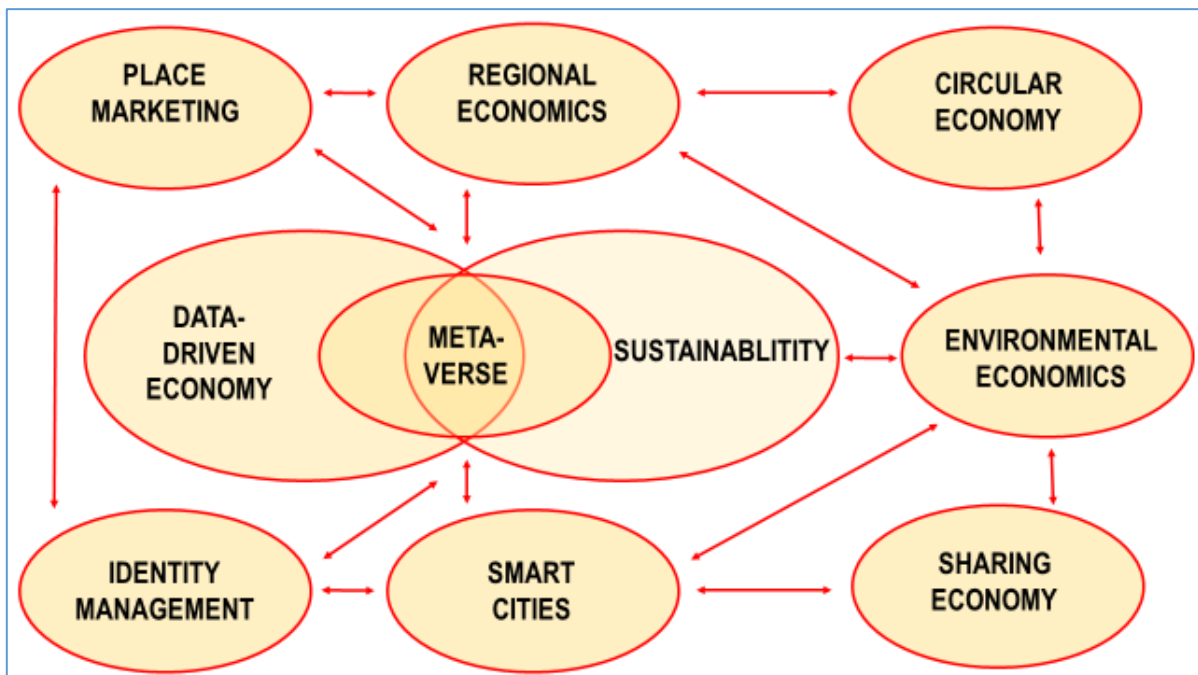 PLACE
MARKETING
REGIONAL
ECONOMICS
CIRCULAR
ECONOMY
DATA-
DRIVEN
ECONOMY
META-
VERSE
SUSTAINABLITITY
ENVIRONMENTAL
ECONOMICS
IDENTITY
MANAGEMENT
SMART
CITIES
SHARING
ECONOMY